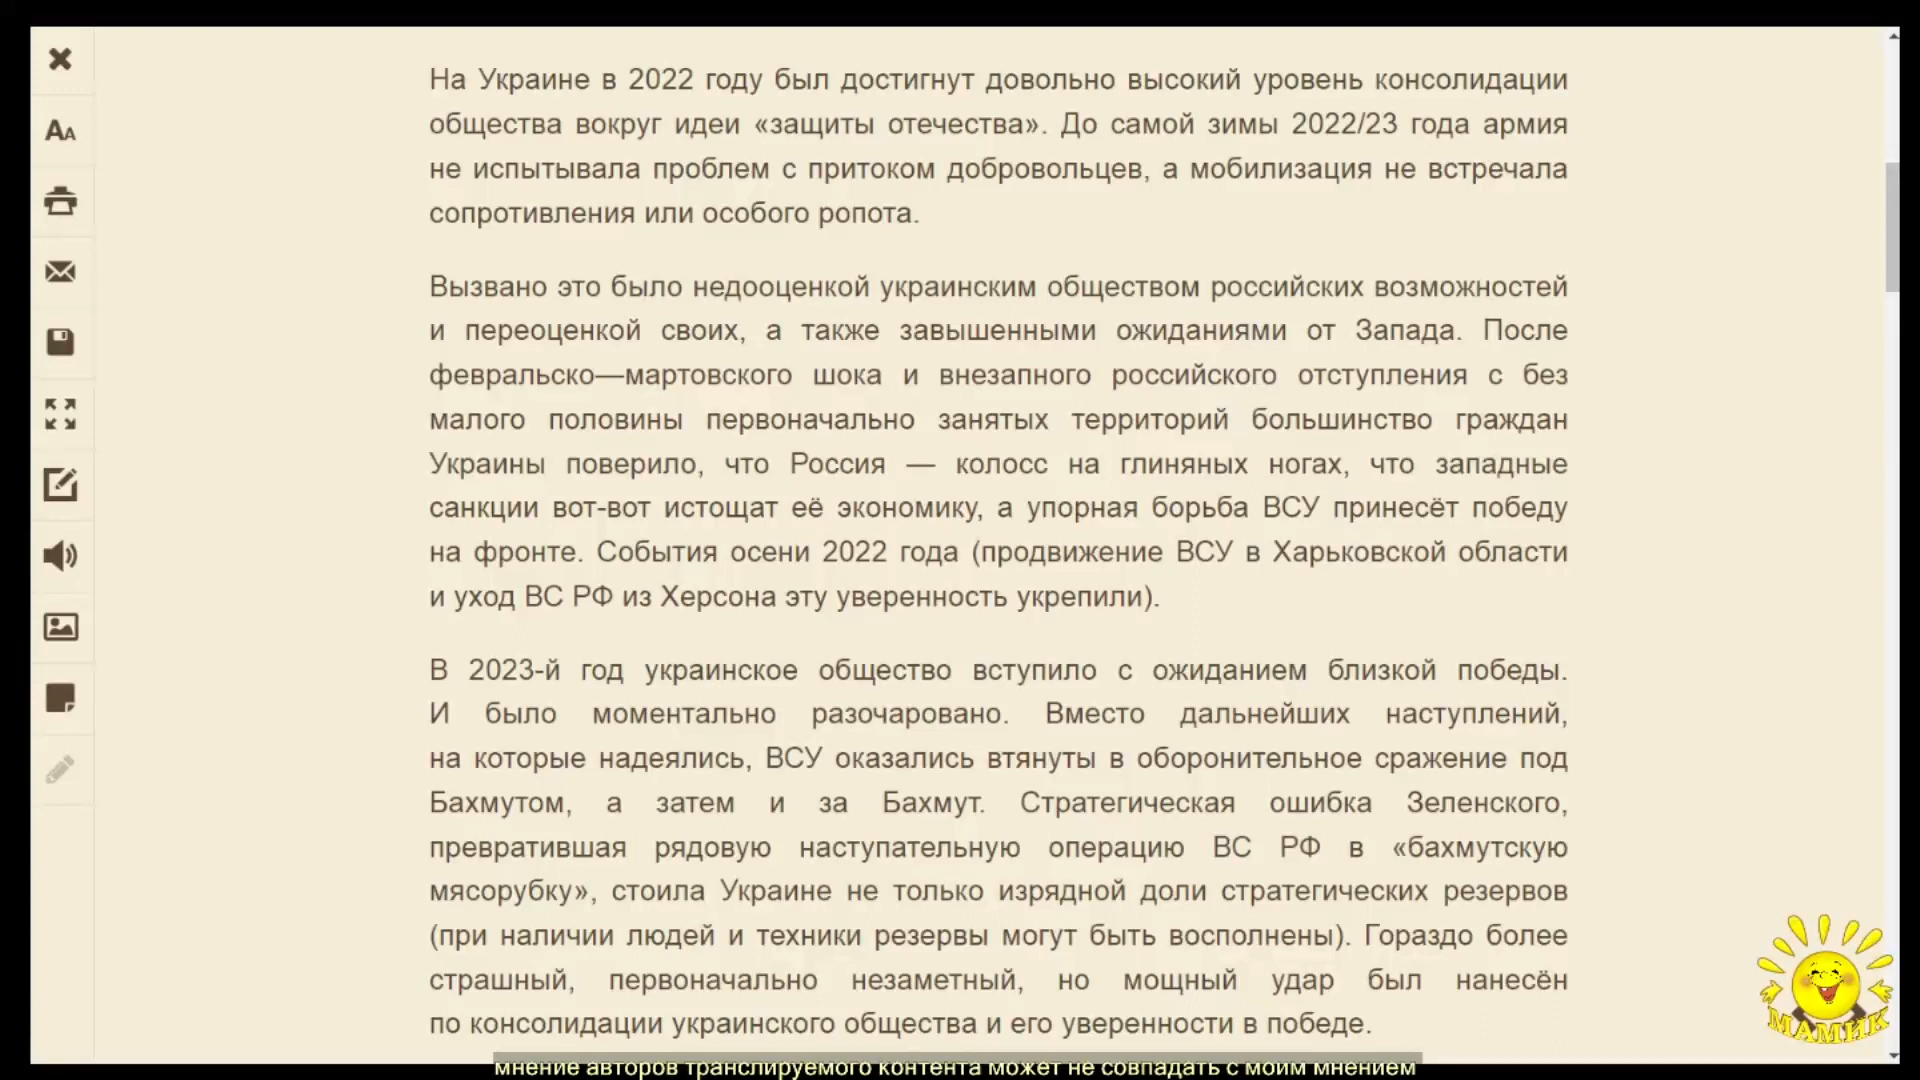 На Украине в 2022 году был достигнут довольно высокий уровень консолидации
общества вокруг идеи «защиты отечества». До самой зимы 2022/23 года армия
не испытывала проблем с притоком добровольцев, а мобилизация не встречала
сопротивления или особого ропота.
Вызвано это было недооценкой украинским обществом российских возможностей
и переоценкой своих, а также завышенными ожиданиями от Запада. После
февральско—мартовского шока и внезапного российского отступления с без
малого половины первоначально занятых территорий большинство граждан
Украины поверило, что Россия — колосс на глиняных ногах, что западные
санкции вот-вот истощат её экономику, а упорная борьба ВСУ принесёт победу
на фронте. События осени 2022 года (продвижение ВСУ в Харьковской области
и уход ВС РФ из Херсона эту уверенность укрепили).
В 2023-й год украинское общество вступило с ожиданием близкой победы.
И было моментально разочаровано. Вместо дальнейших наступлений,
на которые надеялись, ВСУ оказались втянуты в оборонительное сражение под
Бахмутом, а затем и за Бахмут. Стратегическая ошибка Зеленского,
превратившая рядовую наступательную операцию ВС РФ в «бахмутскую
мясорубку», стоила Украине не только изрядной доли стратегических резервов
(при наличии людей и техники резервы могут быть восполнены). Гораздо более
страшный, первоначально незаметный, но мощный удар был нанесён
по консолидации украинского общества и его уверенности в победе.
МАМИК
мнение авторов транслируемого контента может не совпадать с моим мнением